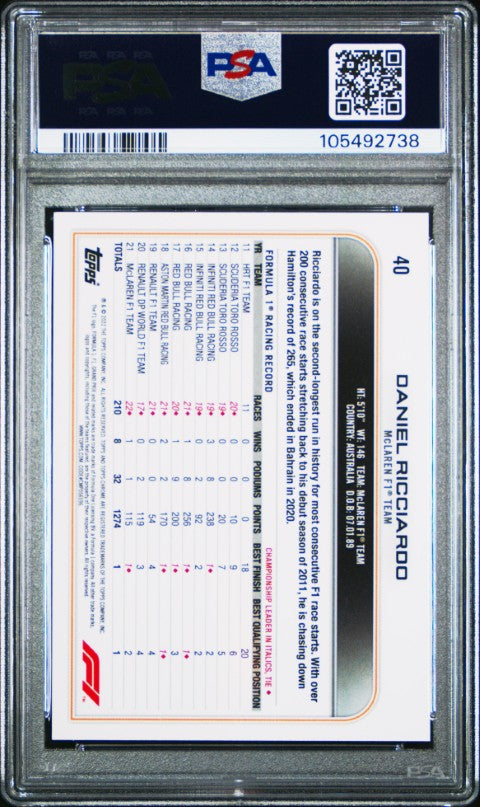 PSA
105492738
40
DANIEL RICCIARDO
McLAREN F1® TEAM
HT: 5'10" WT: 146 TEAM: McLAREN F1® TEAM
COUNTRY: AUSTRALIA D.O.B: 07.01.89
Ricciardo is on the second-longest run in history for most consecutive F1 race starts. With over
200 consecutive race starts stretching back to his debut season of 2011, he is chasing down
Hamilton's record of 265, which ended in Bahrain in 2020.
FORMULA 1® RACING RECORD CHAMPIONSHIP LEADER IN ITALICS, TIE ♦
YR TEAM RACES WINS PODIUMS POINTS BEST FINISH BEST QUALIFYING POSITION
11 HRT F1 TEAM 11 0 0 0 18 20
12 SCUDERIA TORO ROSSO 20♦ 0 0 10 9 6
13 SCUDERIA TORO ROSSO 19♦ 0 0 20 7 5
14 INFINITI RED BULL RACING 19♦ 3 8 238 1♦ 2
15 INFINITI RED BULL RACING 19♦ 0 2 92 2 2
16 RED BULL RACING 21♦ 1 8 256 1♦ 1♦
17 RED BULL RACING 20♦ 1 9 200 1♦ 3
18 ASTON MARTIN RED BULL RACING 21♦ 2 2 170 1♦ 1♦
19 RENAULT F1 TEAM 21♦ 0 0 54 4 4
20 RENAULT DP WORLD F1 TEAM 17♦ 0 2 119 3 4
21 McLAREN F1 TEAM 22♦ 1 1 115 1♦ 2
TOTALS 210 8 32 1274 1 1
topps
F1
PSA